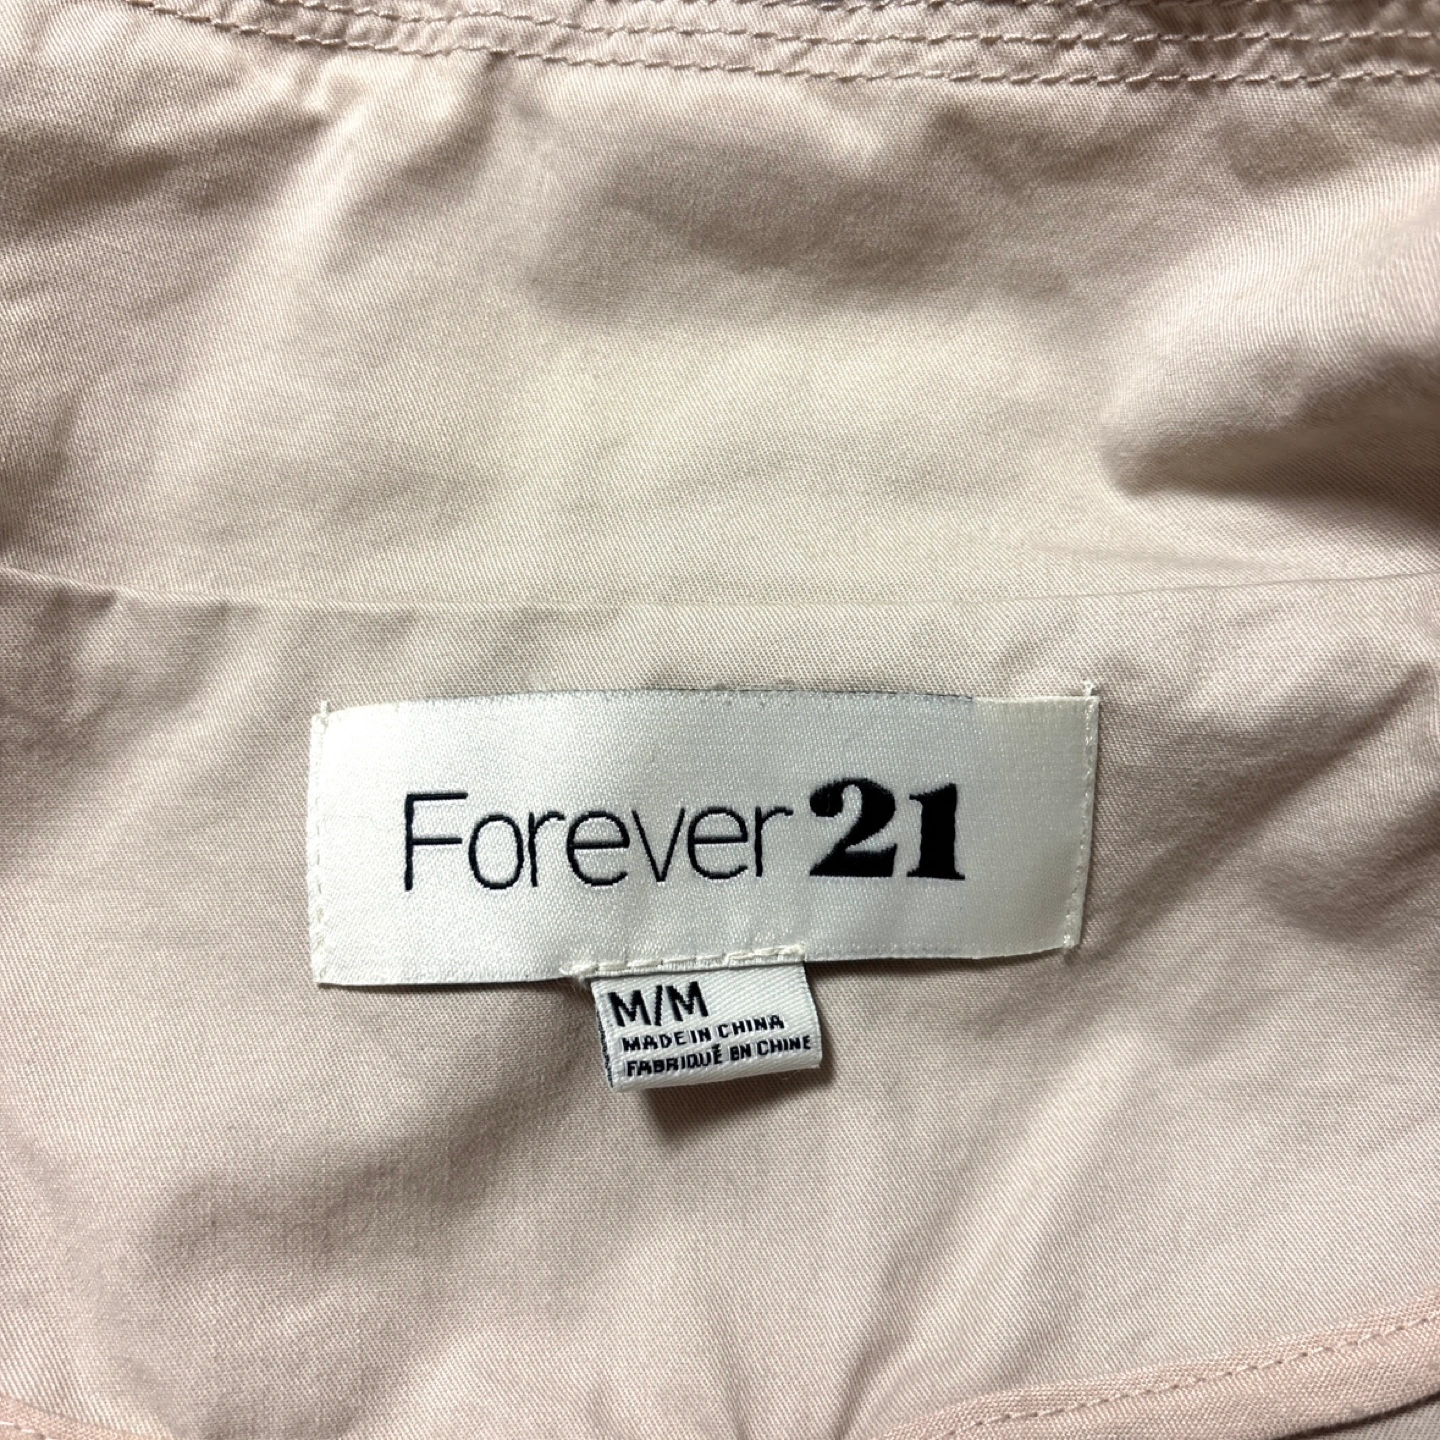 Forever 21
M/M
MADE IN CHINA
FABRIQUÉ EN CHINE